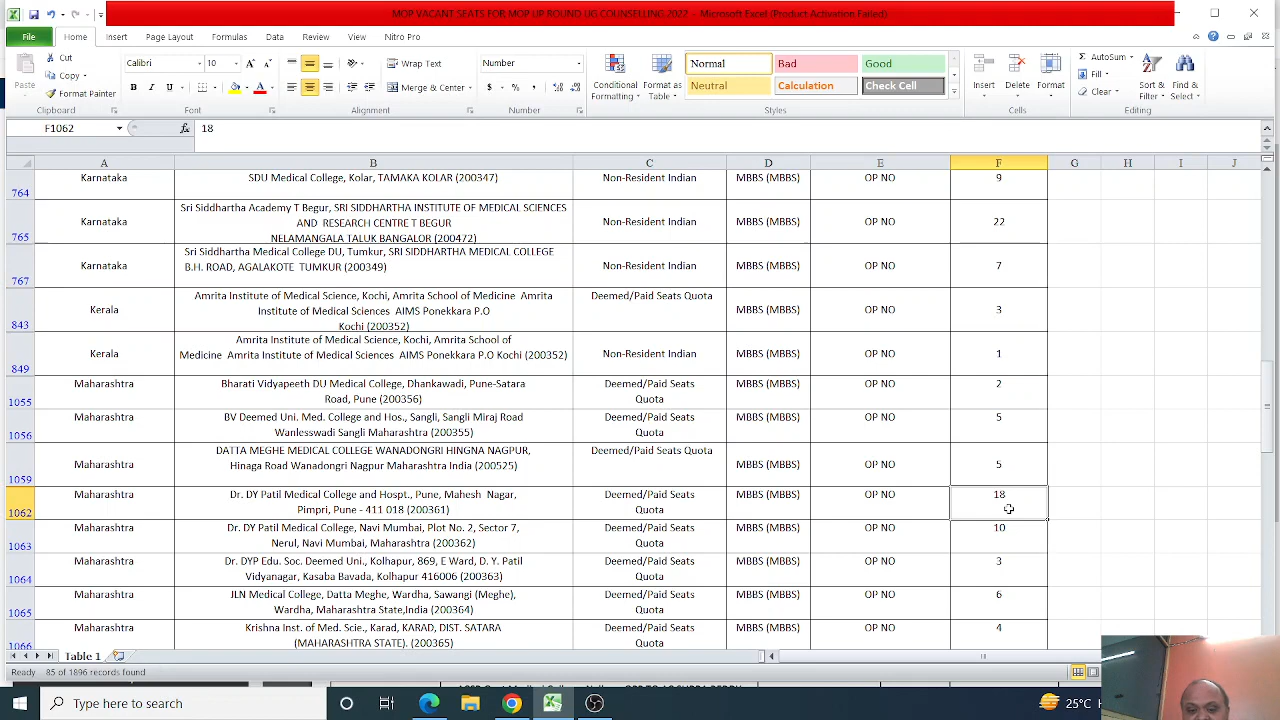 MOP VACANT SEATS FOR MOP UP ROUND UG COUNSELLING 2022 - Microsoft Excel (Product Activation Failed)
File Home Insert Page Layout Formulas Data Review View Nitro Pro
Paste
Cut
Copy
Format Painter
Clipboard
Calibri 10
B I U
Font
Wrap Text
Merge & Center
Alignment
Number
$ % ,
Number
Conditional Formatting
Format as Table
Normal Bad Good
Neutral Calculation Check Cell
Styles
Insert Delete Format
Cells
AutoSum
Fill
Clear
Sort & Filter
Find & Select
Editing
F1062 fx 18
A B C D E F G H I J
764 Karnataka SDU Medical College, Kolar, TAMAKA KOLAR (200347) Non-Resident Indian MBBS (MBBS) OP NO 9
Sri Siddhartha Academy T Begur, SRI SIDDHARTHA INSTITUTE OF MEDICAL SCIENCES
765 Karnataka AND RESEARCH CENTRE T BEGUR Non-Resident Indian MBBS (MBBS) OP NO 22
NELAMANGALA TALUK BANGALOR (200472)
Sri Siddhartha Medical College DU, Tumkur, SRI SIDDHARTHA MEDICAL COLLEGE
767 Karnataka B.H. ROAD, AGALAKOTE TUMKUR (200349) Non-Resident Indian MBBS (MBBS) OP NO 7
Amrita Institute of Medical Science, Kochi, Amrita School of Medicine Amrita Deemed/Paid Seats Quota
843 Kerala Institute of Medical Sciences AIMS Ponekkara P.O MBBS (MBBS) OP NO 3
Kochi (200352)
Amrita Institute of Medical Science, Kochi, Amrita School of
849 Kerala Medicine Amrita Institute of Medical Sciences AIMS Ponekkara P.O Kochi (200352) Non-Resident Indian MBBS (MBBS) OP NO 1
Maharashtra Bharati Vidyapeeth DU Medical College, Dhankawadi, Pune-Satara Deemed/Paid Seats MBBS (MBBS) OP NO 2
1055 Road, Pune (200356) Quota
Maharashtra BV Deemed Uni. Med. College and Hos., Sangli, Sangli Miraj Road Deemed/Paid Seats MBBS (MBBS) OP NO 5
1056 Wanlesswadi Sangli Maharashtra (200355) Quota
DATTA MEGHE MEDICAL COLLEGE WANADONGRI HINGNA NAGPUR, Deemed/Paid Seats Quota
1059 Maharashtra Hinaga Road Wanadongri Nagpur Maharashtra India (200525) MBBS (MBBS) OP NO 5
Maharashtra Dr. DY Patil Medical College and Hospt., Pune, Mahesh Nagar, Deemed/Paid Seats MBBS (MBBS) OP NO 18
1062 Pimpri, Pune - 411 018 (200361) Quota
Maharashtra Dr. DY Patil Medical College, Navi Mumbai, Plot No. 2, Sector 7, Deemed/Paid Seats MBBS (MBBS) OP NO 10
1063 Nerul, Navi Mumbai, Mumbai (200362) Quota
Maharashtra Dr. DYP Edu. Soc. Deemed Uni., Kolhapur, 869, E Ward, D. Y. Patil Deemed/Paid Seats MBBS (MBBS) OP NO 3
1064 Vidyanagar, Kasaba Bavada, Kolhapur 416006 (200363) Quota
Maharashtra JLN Medical College, Datta Meghe, Wardha, Sawangi (Meghe), Deemed/Paid Seats MBBS (MBBS) OP NO 6
1065 Wardha, Maharashtra State,India (200364) Quota
Maharashtra Krishna Inst. of Med. Scie., Karad, KARAD, DIST. SATARA Deemed/Paid Seats MBBS (MBBS) OP NO 4
1066 (MAHARASHTRA STATE). (200365) Quota
Table 1
Ready 85 of 1896 records found
Type here to search
25°C